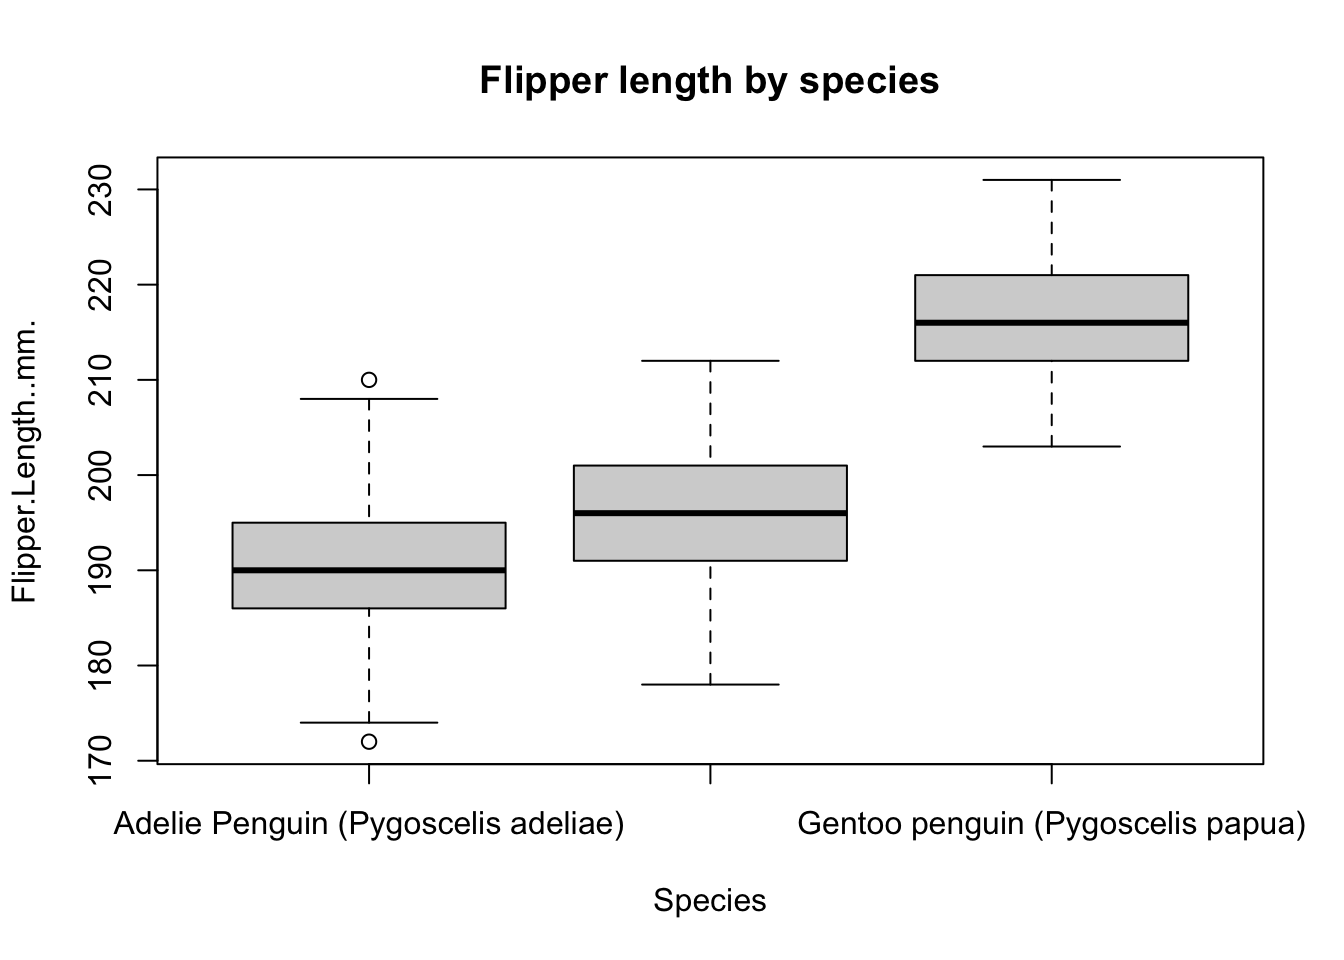 Flipper length by species
Flipper.Length..mm.
230
220
210
200
190
180
170
Adelie Penguin (Pygoscelis adeliae)
Gentoo penguin (Pygoscelis papua)
Species